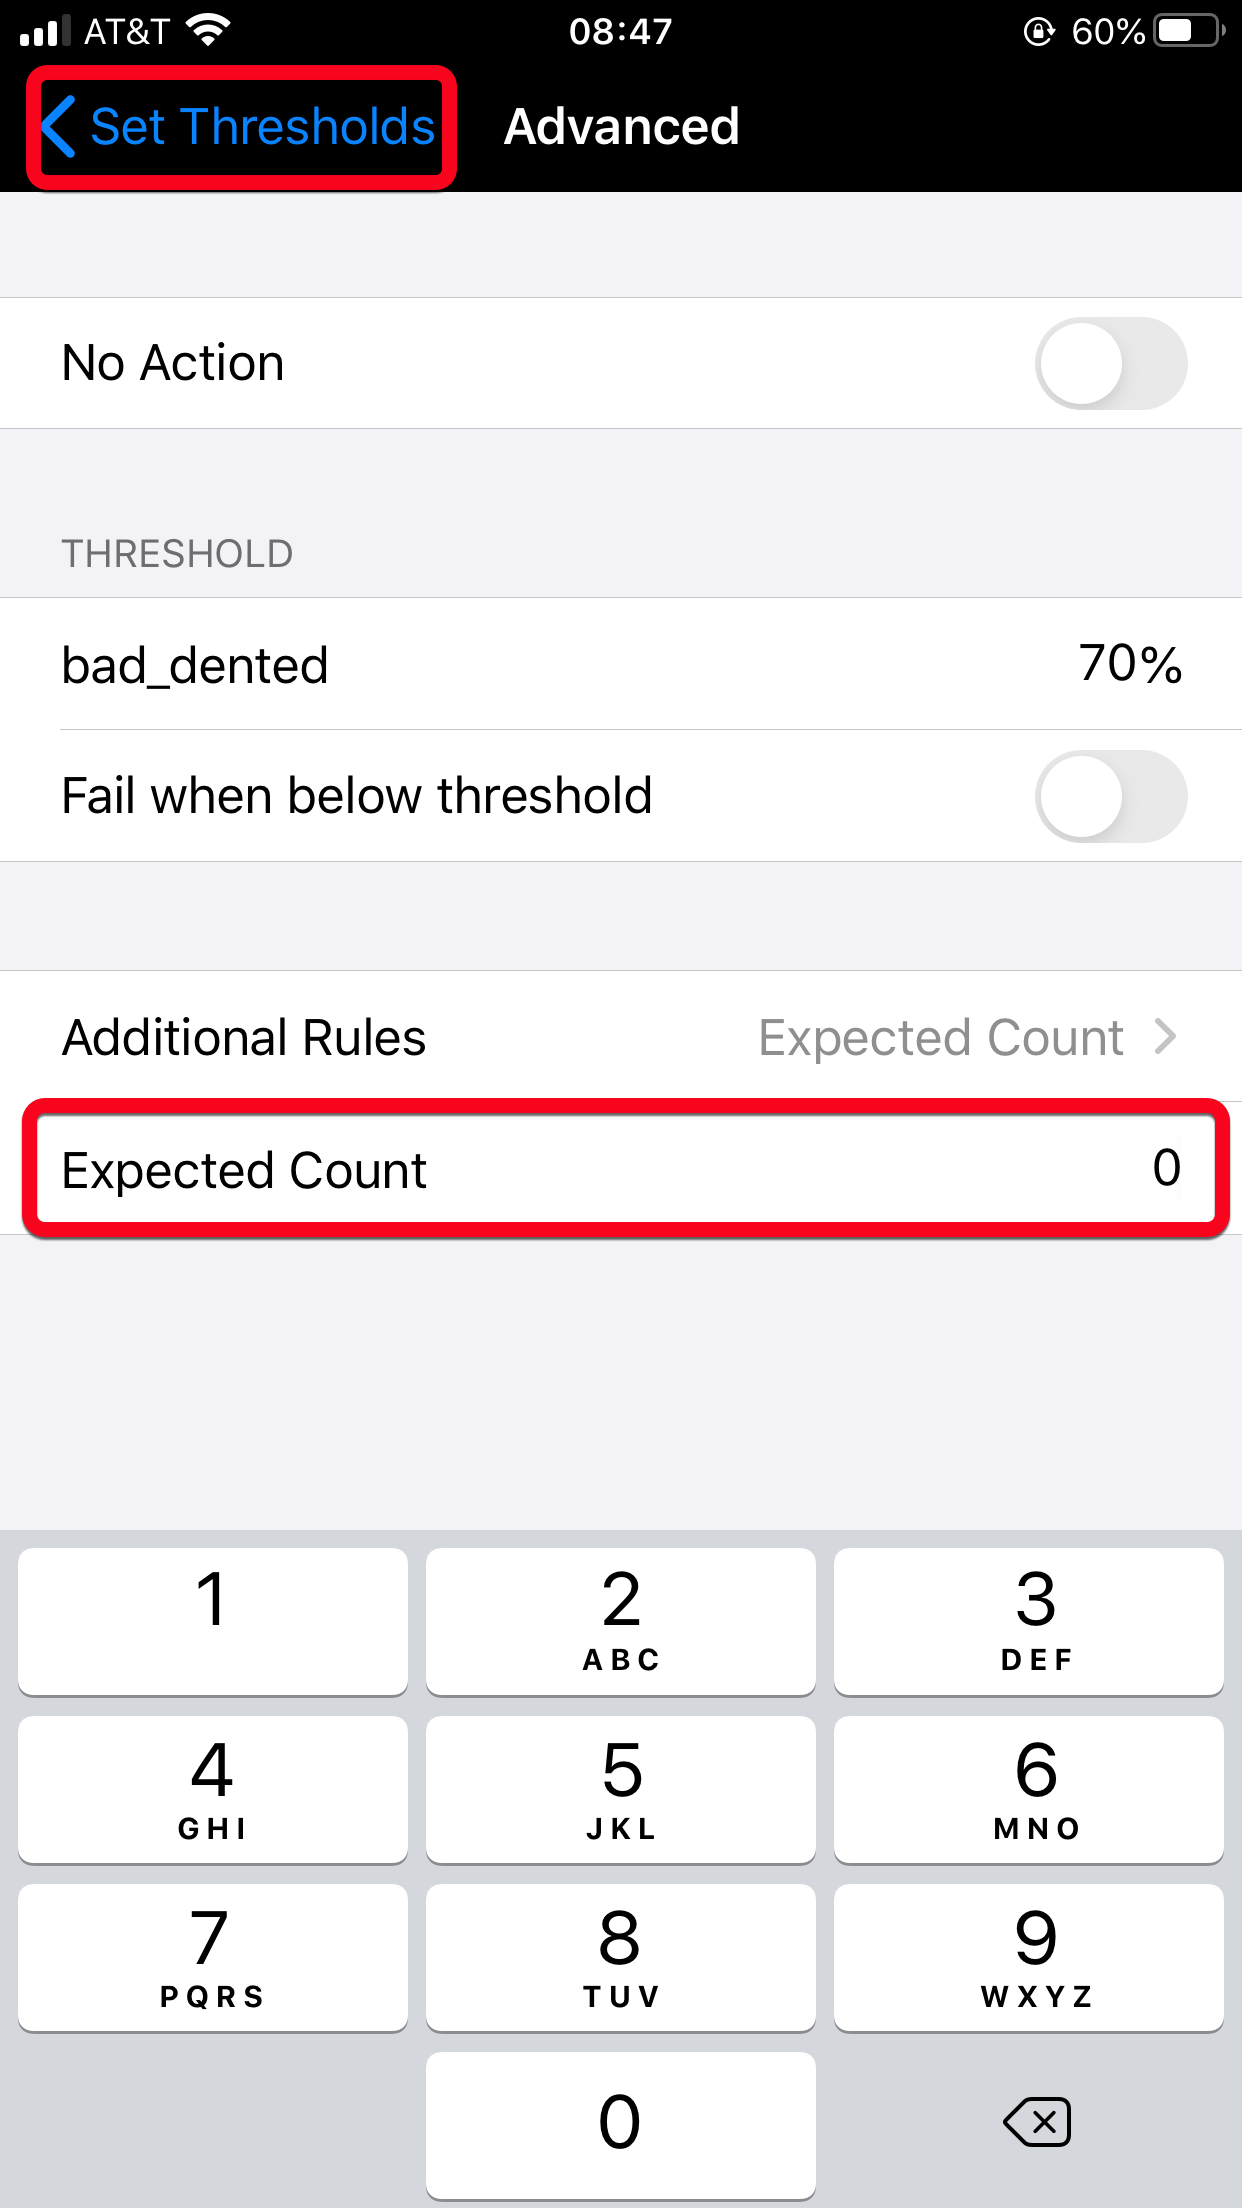 AT&T 08:47 60%
Set Thresholds Advanced
No Action
THRESHOLD
bad_dented 70%
Fail when below threshold
Additional Rules Expected Count
Expected Count 0
1 2 3
ABC DEF
4 5 6
GHI JKL MNO
7 8 9
PQRS TUV WXYZ
0